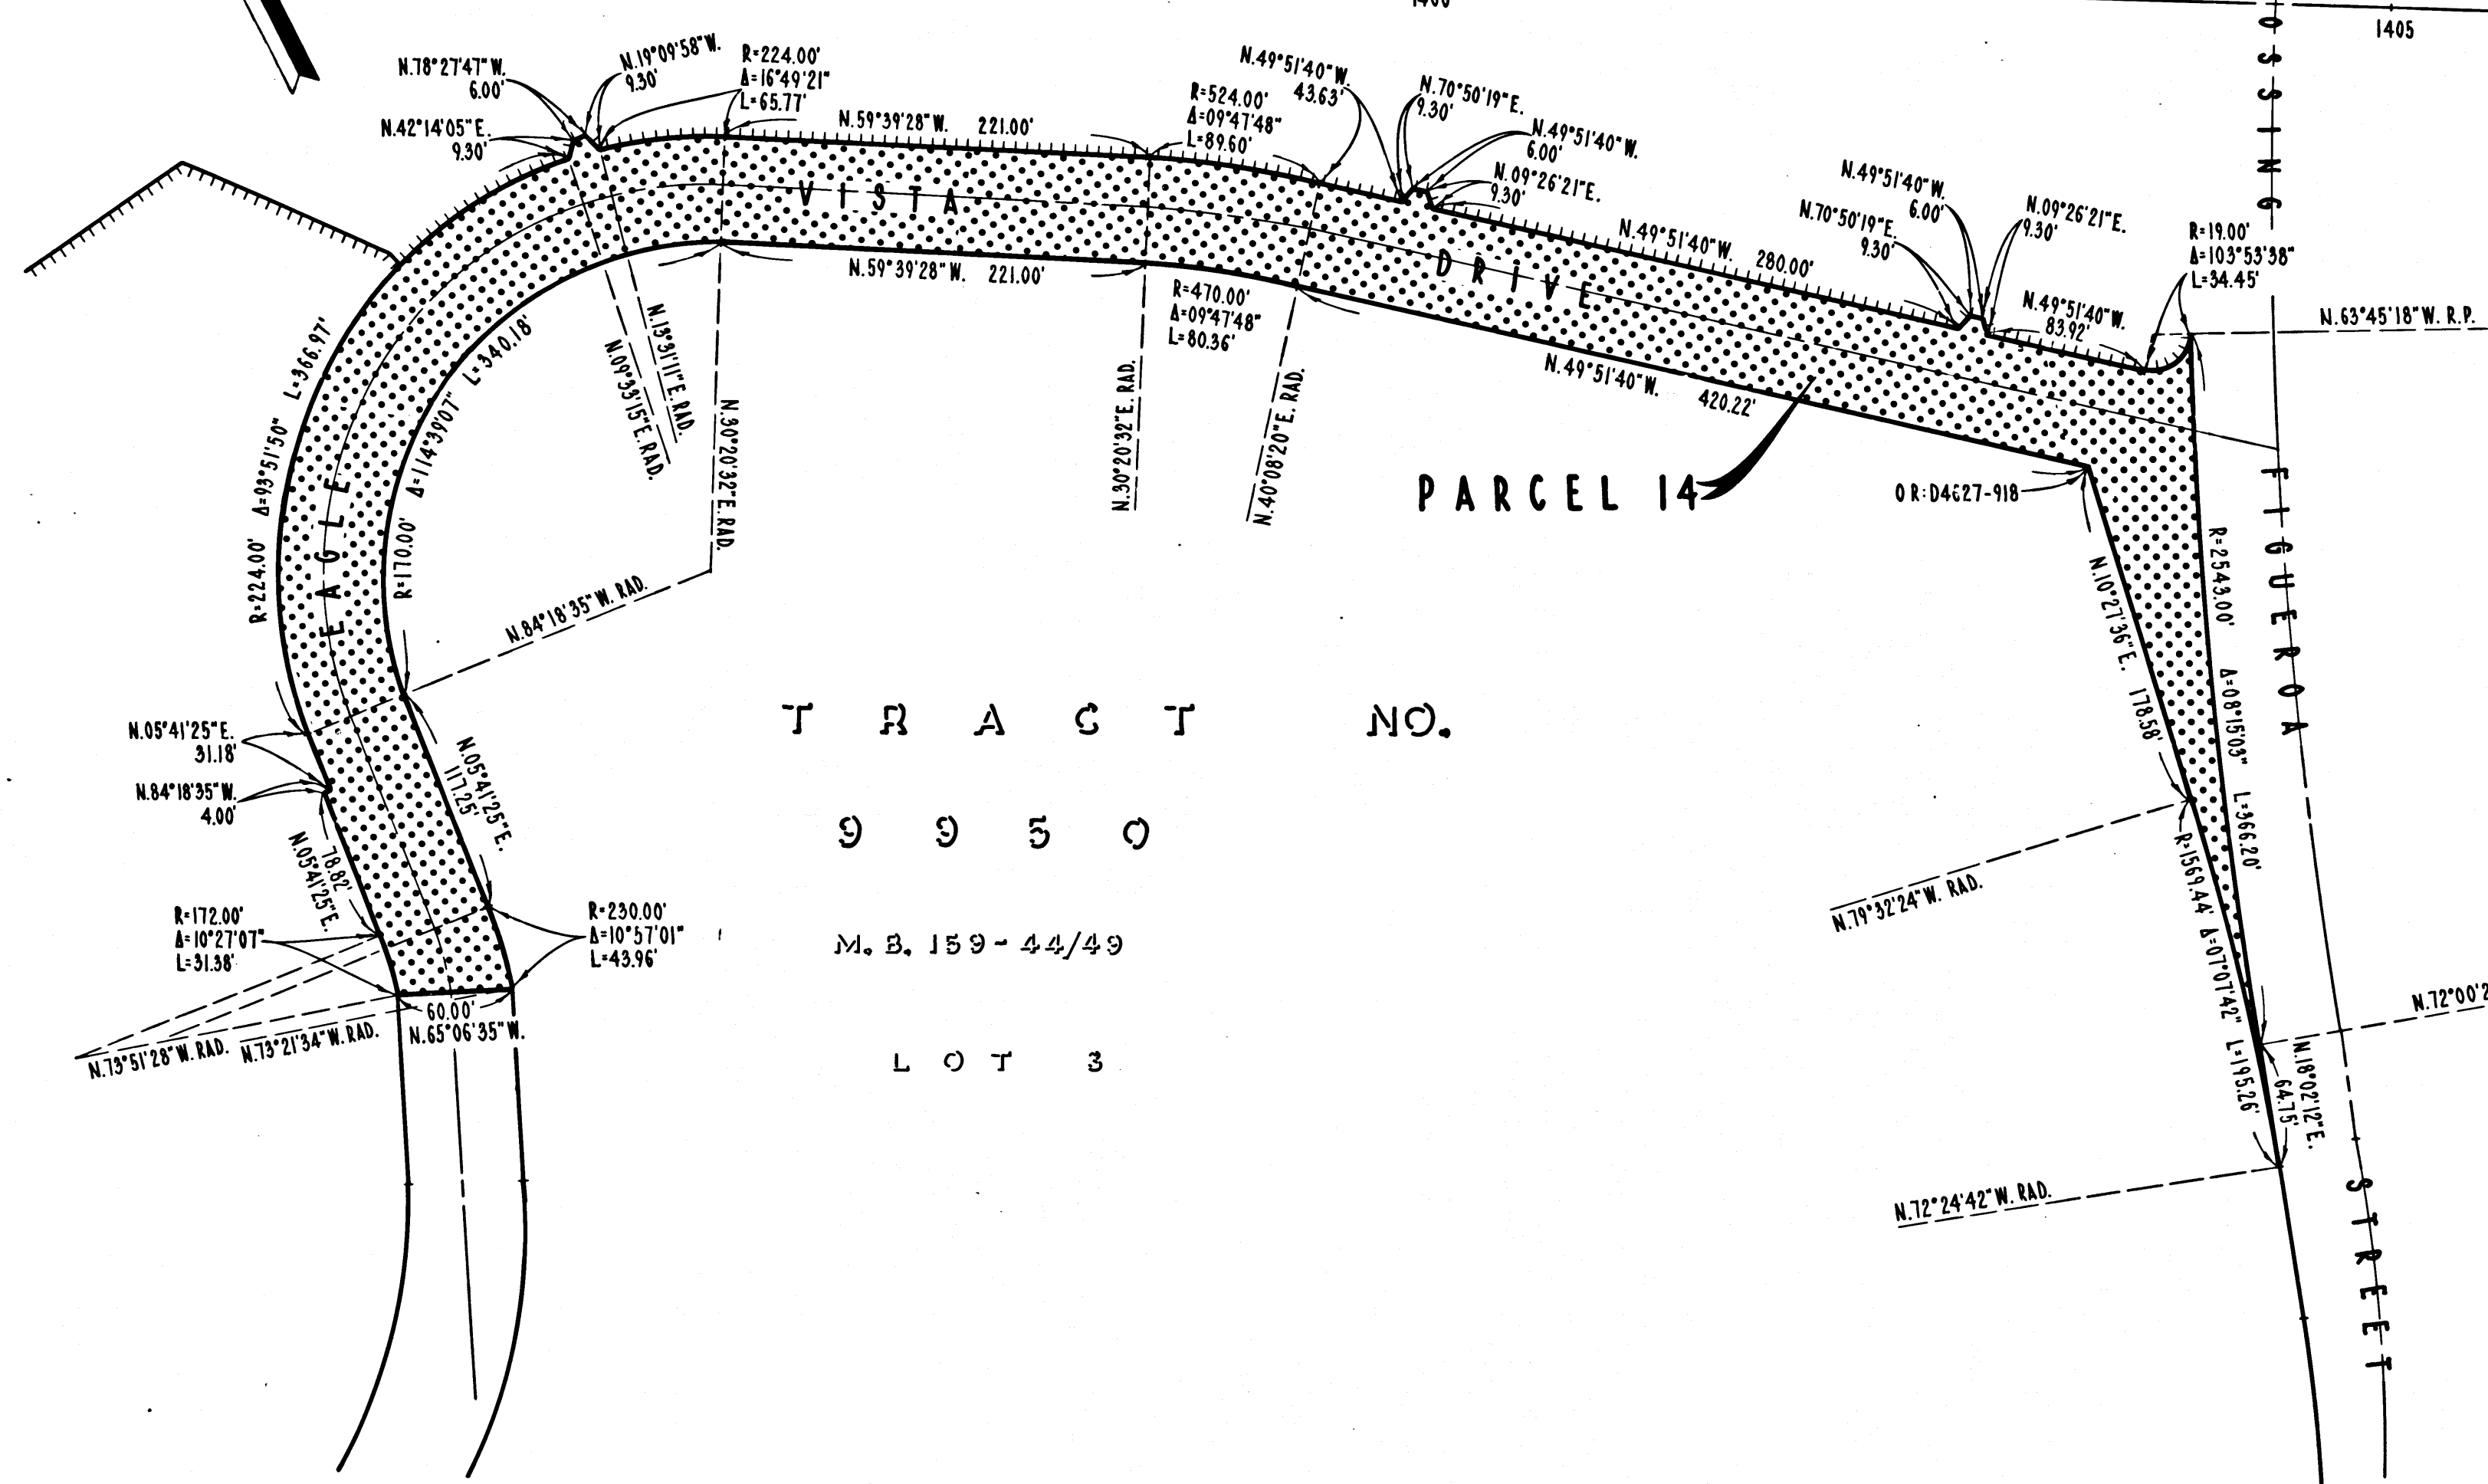 1405
OSSING
N.78°27'47"W.
6.00'
N.19°09'58"W.
9.30'
R=224.00'
Δ=16°49'21"
L=65.77'
N.42°14'05"E.
9.30'
N.59°39'28"W. 221.00'
R=524.00'
Δ=09°47'48"
L=89.60'
N.49°51'40"W.
43.63'
N.70°50'19"E.
9.30'
N.49°51'40"W.
6.00'
N.09°26'21"E.
9.30'
N.49°51'40"W. 280.00'
N.49°51'40"W.
6.00'
N.70°50'19"E.
9.30'
N.09°26'21"E.
9.30'
N.49°51'40"W.
83.92'
R=19.00'
Δ=103°53'38"
L=34.45'
N.63°45'18"W. R.P.
EAGLE VISTA DRIVE
N.59°39'28"W. 221.00'
R=470.00'
Δ=09°47'48"
L=80.36'
N.49°51'40"W. 420.22'
PARCEL 14
OR:D4627-918
R=224.00' Δ=93°51'50" L=366.97'
R=170.00' Δ=114°39'07" L=340.18'
N.09°33'15"E. RAD.
N.13°31'11"E. RAD.
N.30°20'32"E. RAD.
N.30°20'32"E. RAD.
N.40°08'20"E. RAD.
N.84°18'35"W. RAD.
N.05°41'25"E.
31.18'
N.84°18'35"W.
4.00'
N.05°41'25"E.
78.82'
N.05°41'25"E.
117.25'
R=172.00'
Δ=10°27'07"
L=31.38'
R=230.00'
Δ=10°57'01"
L=43.96'
60.00'
N.65°06'35"W.
N.73°51'28"W. RAD.
N.73°21'34"W. RAD.
TRACT NO.
9950
M.B. 159-44/49
LOT 3
N.10°27'36"E. 178.58'
R=2543.00' Δ=08°15'03" L=366.20'
N.79°32'24"W. RAD.
R=1569.44' Δ=07°07'42" L=195.26'
N.18°02'12"E.
64.75'
N.72°24'42"W. RAD.
FIGUEROA STREET